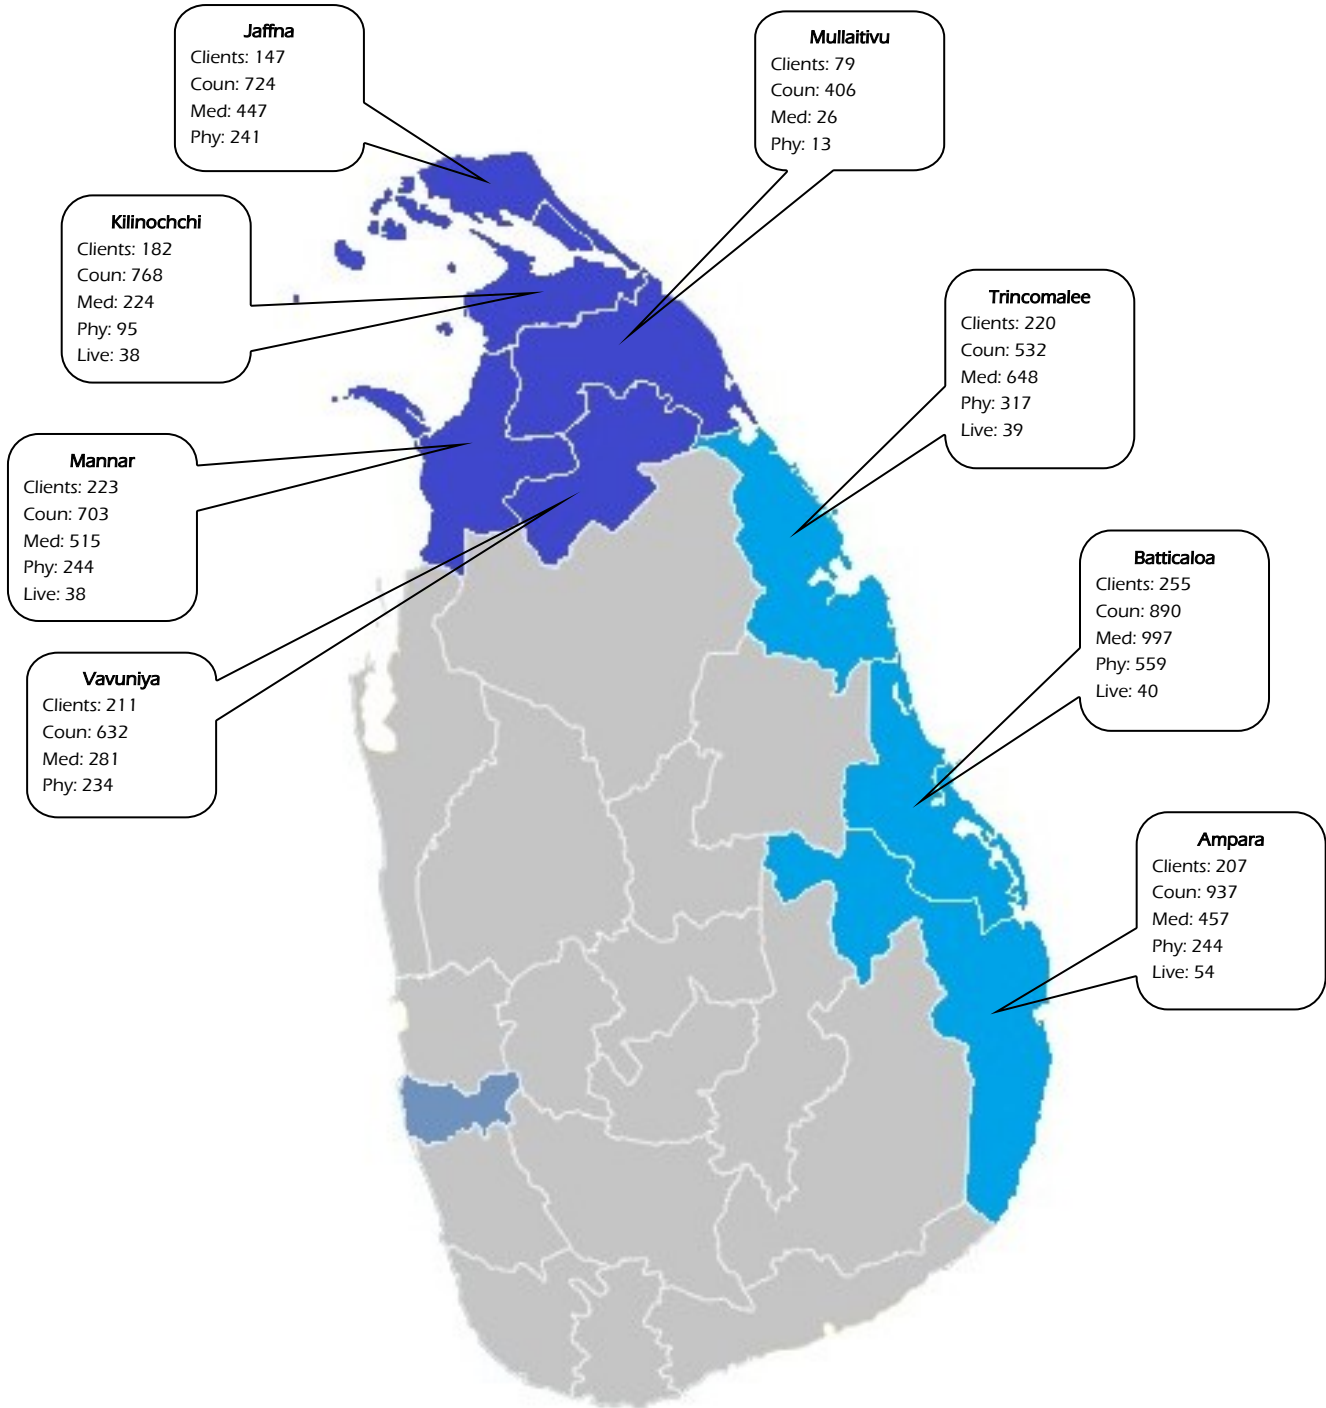 Jaffna
Clients: 147
Coun: 724
Med: 447
Phy: 241
Mullaitivu
Clients: 79
Coun: 406
Med: 26
Phy: 13
Kilinochchi
Clients: 182
Coun: 768
Med: 224
Phy: 95
Live: 38
Trincomalee
Clients: 220
Coun: 532
Med: 648
Phy: 317
Live: 39
Mannar
Clients: 223
Coun: 703
Med: 515
Phy: 244
Live: 38
Batticaloa
Clients: 255
Coun: 890
Med: 997
Phy: 559
Live: 40
Vavuniya
Clients: 211
Coun: 632
Med: 281
Phy: 234
Ampara
Clients: 207
Coun: 937
Med: 457
Phy: 244
Live: 54